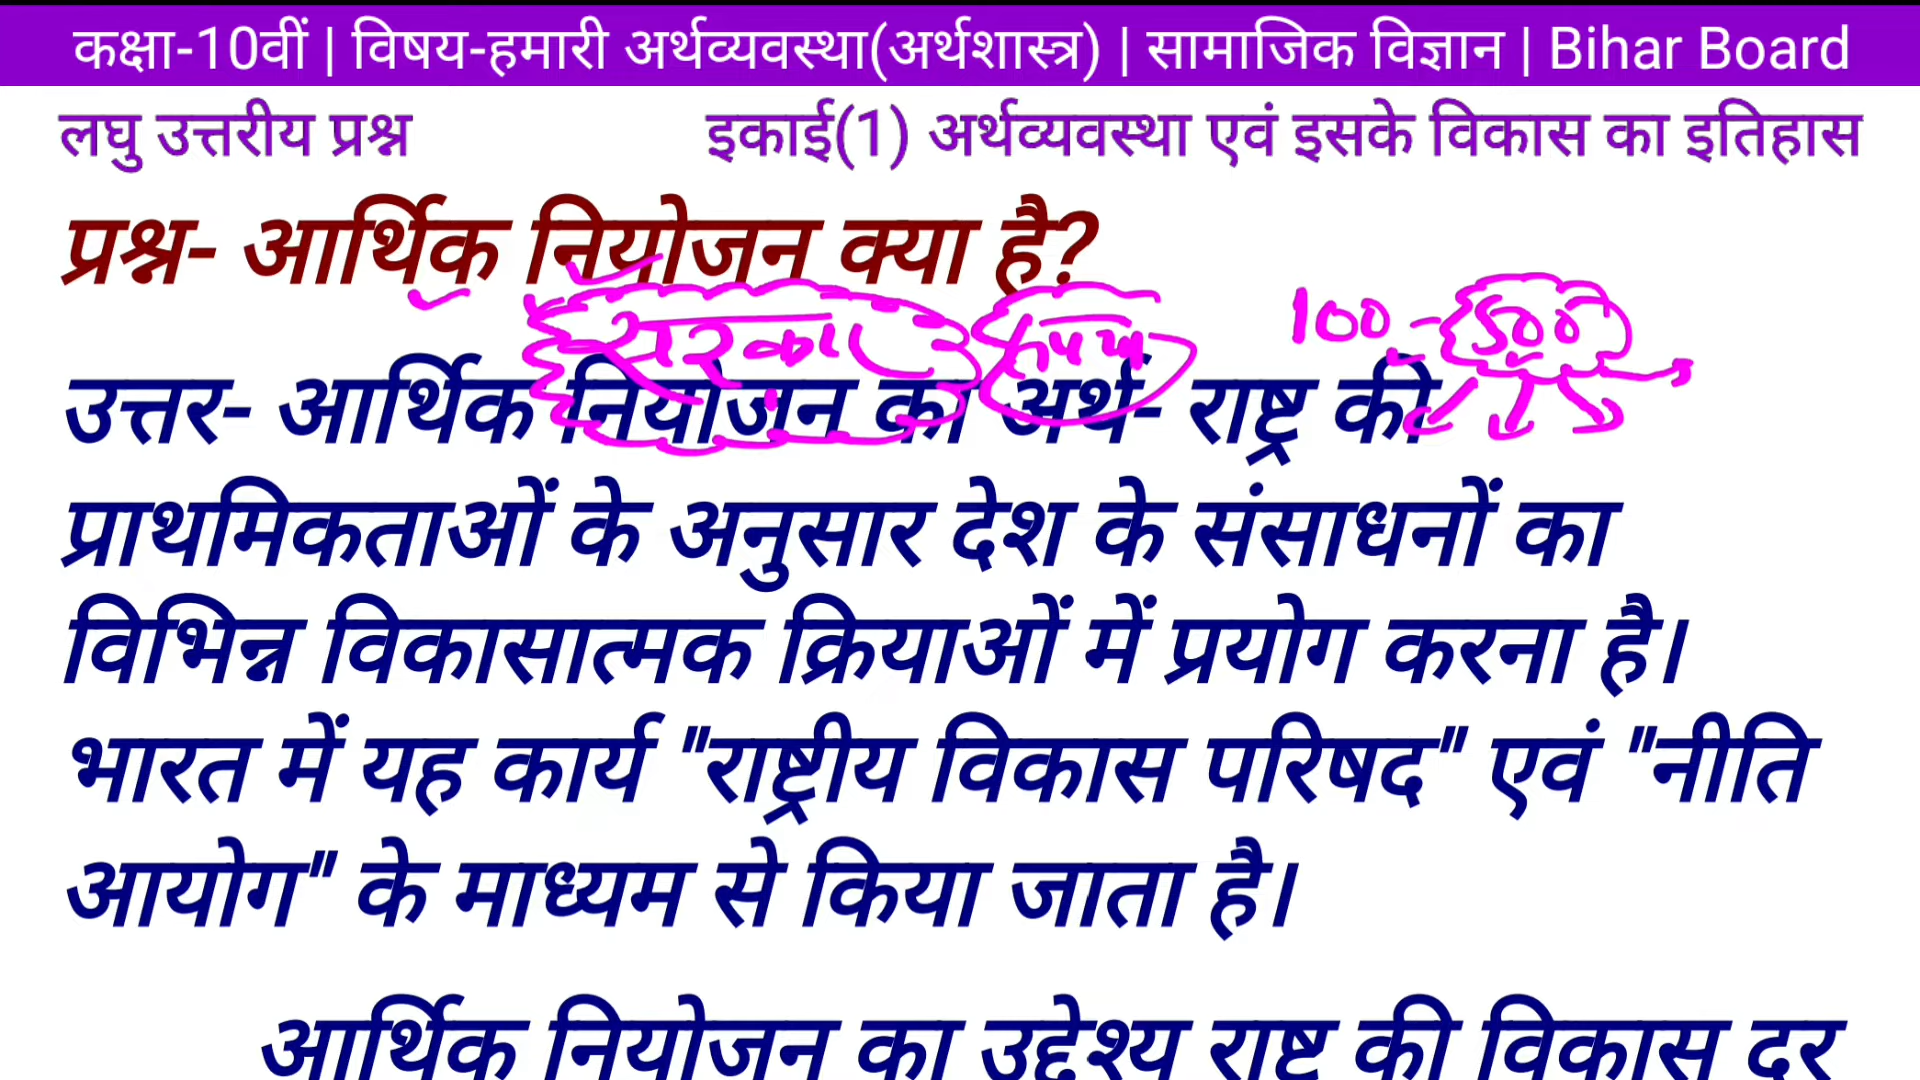 कक्षा-10वीं | विषय-हमारी अर्थव्यवस्था(अर्थशास्त्र) | सामाजिक विज्ञान | Bihar Board
लघु उत्तरीय प्रश्न इकाई(1) अर्थव्यवस्था एवं इसके विकास का इतिहास
प्रश्न- आर्थिक नियोजन क्या है?
100 - 500
उत्तर- आर्थिक नियोजन का अर्थ- राष्ट्र की
प्राथमिकताओं के अनुसार देश के संसाधनों का
विभिन्न विकासात्मक क्रियाओं में प्रयोग करना है।
भारत में यह कार्य "राष्ट्रीय विकास परिषद" एवं "नीति
आयोग" के माध्यम से किया जाता है।
आर्थिक नियोजन का उद्देश्य राष्ट्र की विकास दर